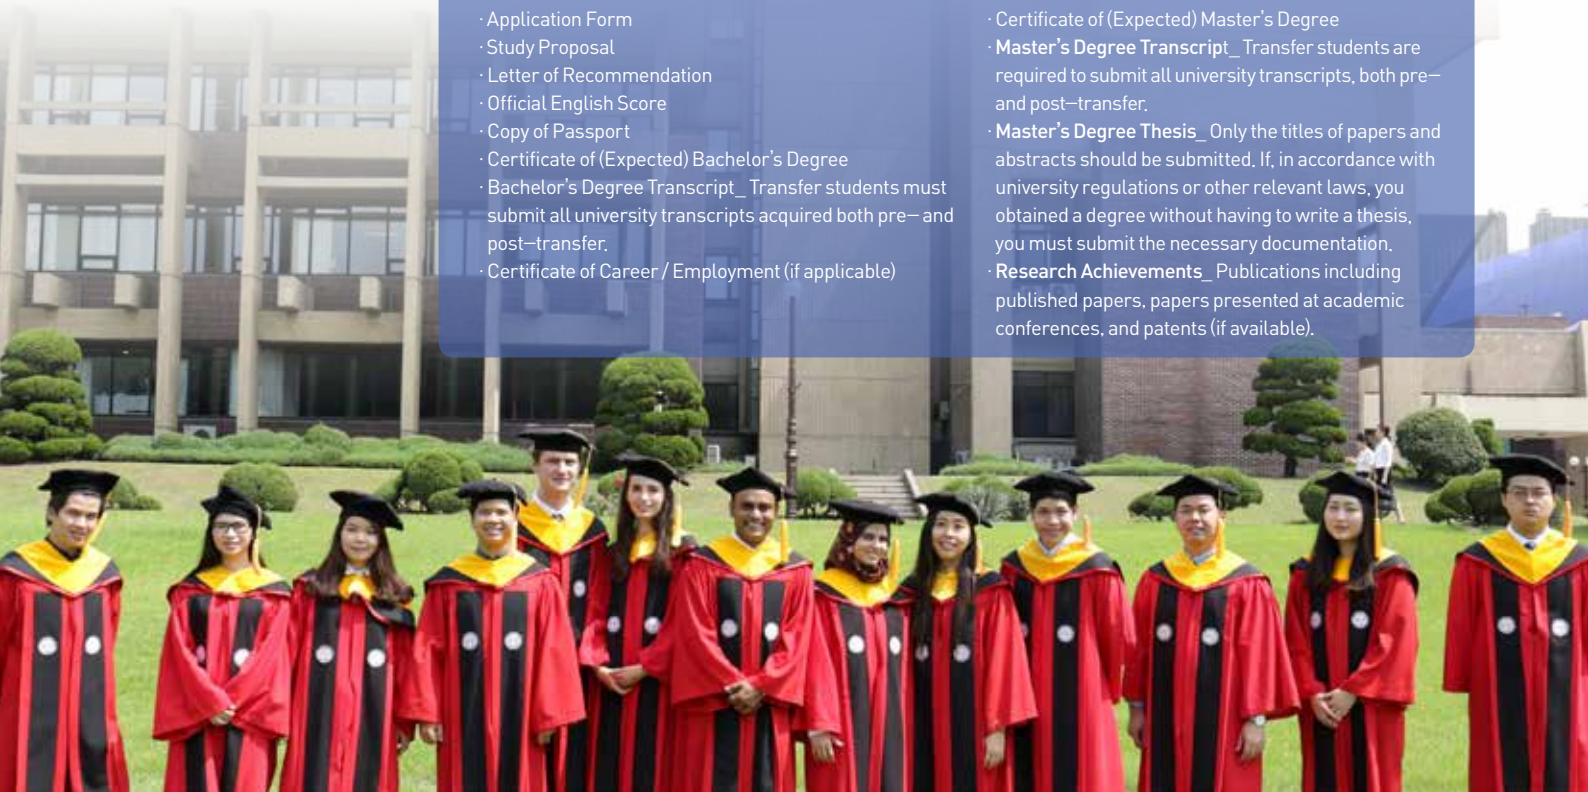 · Application Form
· Study Proposal
· Letter of Recommendation
· Official English Score
· Copy of Passport
· Certificate of (Expected) Bachelor's Degree
· Bachelor's Degree Transcript_ Transfer students must
submit all university transcripts acquired both pre– and
post–transfer.
· Certificate of Career / Employment (if applicable)
· Certificate of (Expected) Master's Degree
· Master's Degree Transcript_ Transfer students are
required to submit all university transcripts, both pre–
and post–transfer.
· Master's Degree Thesis_ Only the titles of papers and
abstracts should be submitted. If, in accordance with
university regulations or other relevant laws, you
obtained a degree without having to write a thesis,
you must submit the necessary documentation.
· Research Achievements_ Publications including
published papers, papers presented at academic
conferences, and patents (if available).